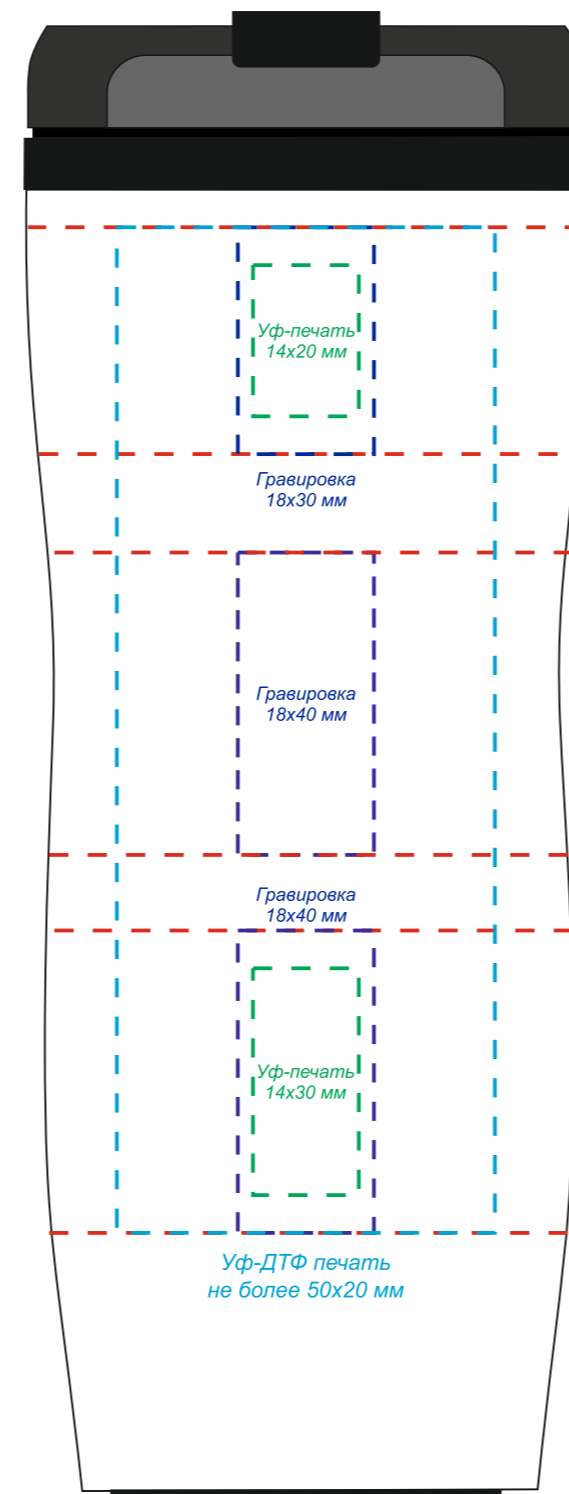 Уф-печать
14х20 мм
Гравировка
18х30 мм
Гравировка
18х40 мм
Гравировка
18х40 мм
Уф-печать
14х30 мм
Уф-ДТФ печать
не более 50х20 мм